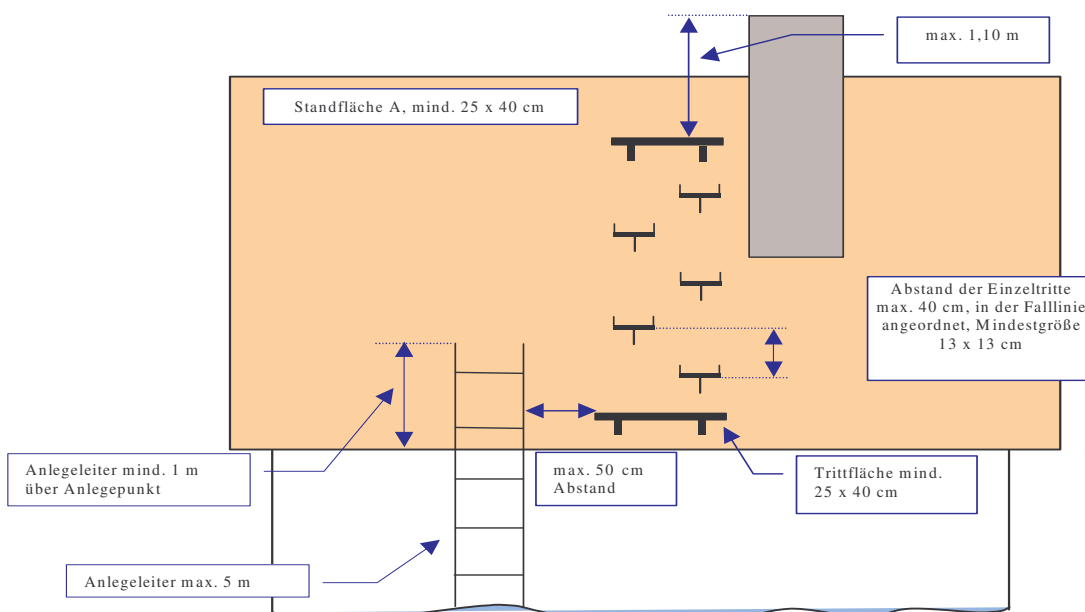 max. 1,10 m
Standfläche A, mind. 25 x 40 cm
Abstand der Einzeltritte
max. 40 cm, in der Falllinie
angeordnet, Mindestgröße
13 x 13 cm
Anlegeleiter mind. 1 m
über Anlegepunkt
max. 50 cm
Abstand
Trittfläche mind.
25 x 40 cm
Anlegeleiter max. 5 m